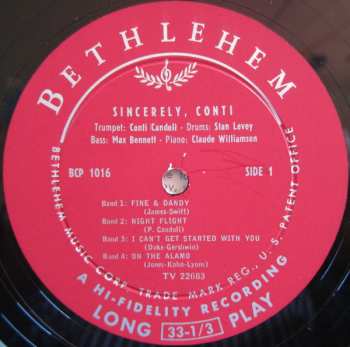 BETHLEHEM
SINCERELY, CONTI
Trumpet: Conti Candoli - Drums: Stan Levey
Bass: Max Bennett - Piano: Claude Williamson
BCP 1016
SIDE 1
Band 1: FINE & DANDY
(James-Swift)
Band 2: NIGHT FLIGHT
(P. Candoli)
Band 3: I CAN'T GET STARTED WITH YOU
(Duke-Gershwin)
Band 4: ON THE ALAMO
(Jones-Kahn-Lyons)
TV 22663
BETHLEHEM MUSIC CORP. TRADE MARK REG., U. S. PATENT OFFICE
A HI-FIDELITY RECORDING
LONG 33-1/3 PLAY